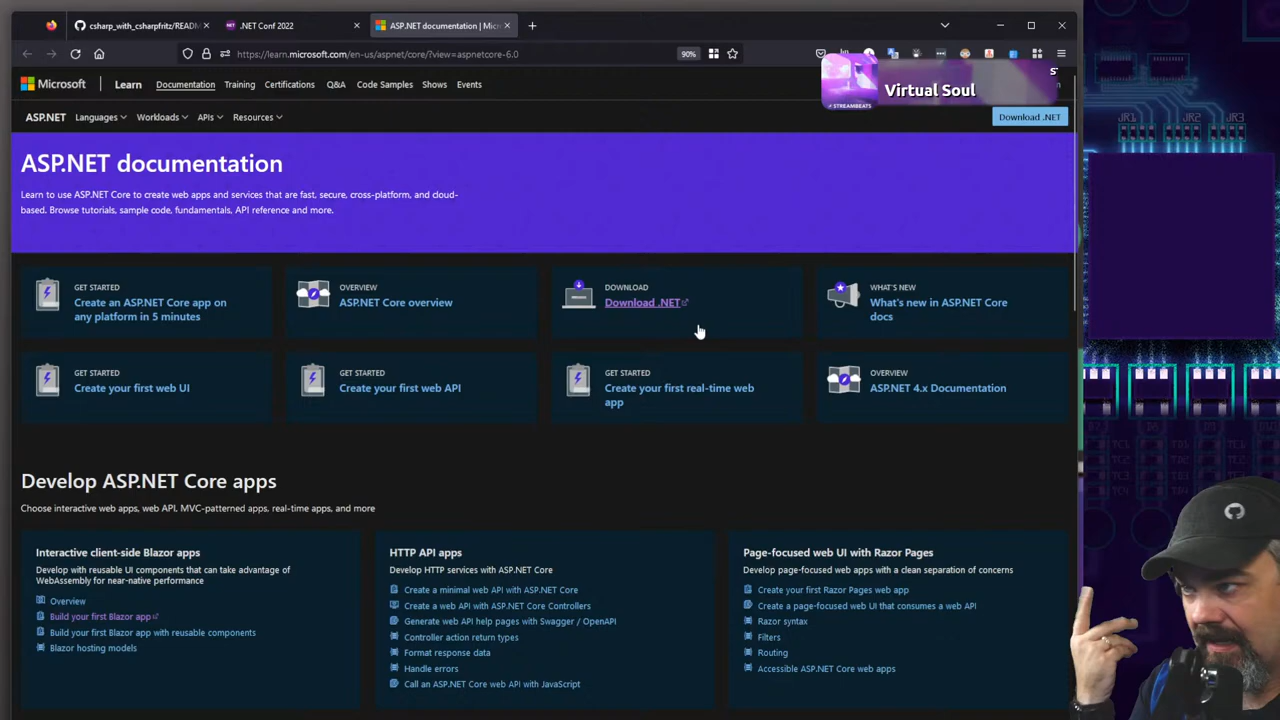 csharp_with_csharpfritz/READM
.NET Conf 2022
ASP.NET documentation | Micr
https://learn.microsoft.com/en-us/aspnet/core/?view=aspnetcore-6.0
90%
Microsoft
Learn
Documentation
Training
Certifications
Q&A
Code Samples
Shows
Events
Virtual Soul
STREAMBEATS
ASP.NET
Languages
Workloads
APIs
Resources
Download .NET
JR1
JR2
JR3
ASP.NET documentation
Learn to use ASP.NET Core to create web apps and services that are fast, secure, cross-platform, and cloud-
based. Browse tutorials, sample code, fundamentals, API reference and more.
GET STARTED
Create an ASP.NET Core app on
any platform in 5 minutes
OVERVIEW
ASP.NET Core overview
DOWNLOAD
Download .NET
WHAT'S NEW
What's new in ASP.NET Core
docs
GET STARTED
Create your first web UI
GET STARTED
Create your first web API
GET STARTED
Create your first real-time web
app
OVERVIEW
ASP.NET 4.x Documentation
Develop ASP.NET Core apps
Choose interactive web apps, web API, MVC-patterned apps, real-time apps, and more
Interactive client-side Blazor apps
Develop with reusable UI components that can take advantage of
WebAssembly for near-native performance
Overview
Build your first Blazor app
Build your first Blazor app with reusable components
Blazor hosting models
HTTP API apps
Develop HTTP services with ASP.NET Core
Create a minimal web API with ASP.NET Core
Create a web API with ASP.NET Core Controllers
Generate web API help pages with Swagger / OpenAPI
Controller action return types
Format response data
Handle errors
Call an ASP.NET Core web API with JavaScript
Page-focused web UI with Razor Pages
Develop page-focused web apps with a clean separation of concerns
Create your first Razor Pages web app
Create a page-focused web UI that consumes a web API
Razor syntax
Filters
Routing
Accessible ASP.NET Core web apps